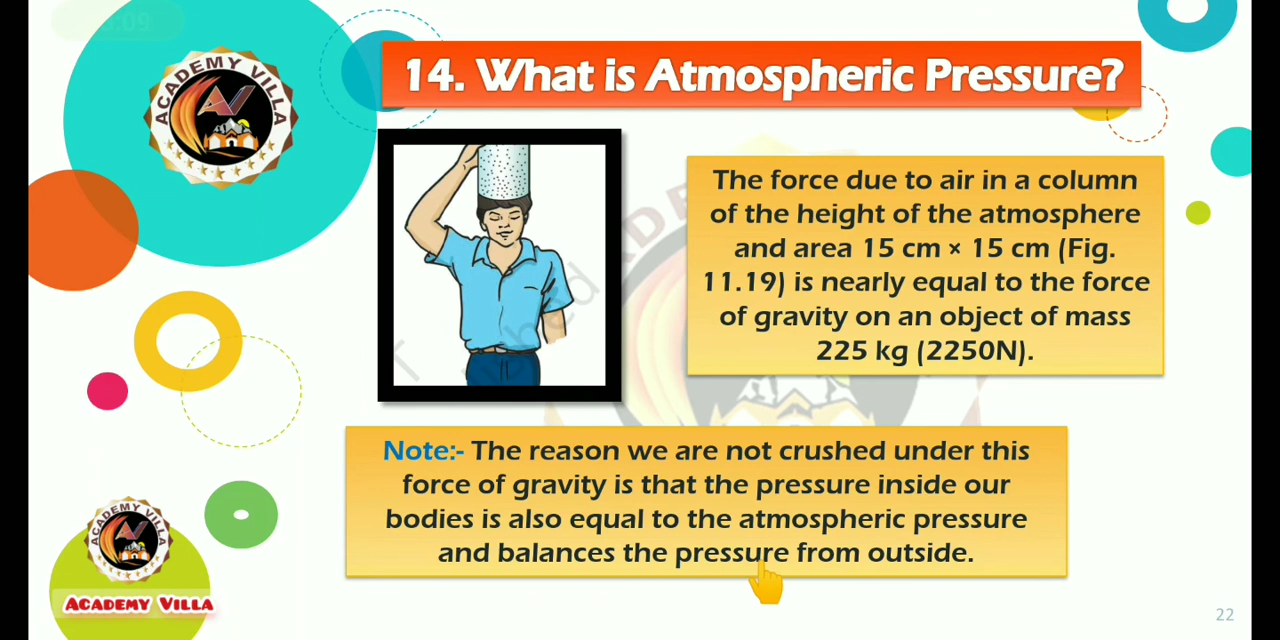 :09
ACADEMY VILLA
14. What is Atmospheric Pressure?
The force due to air in a column
of the height of the atmosphere
and area 15 cm × 15 cm (Fig.
11.19) is nearly equal to the force
of gravity on an object of mass
225 kg (2250N).
Note:- The reason we are not crushed under this
force of gravity is that the pressure inside our
bodies is also equal to the atmospheric pressure
and balances the pressure from outside.
ACADEMY VILLA
ACADEMY VILLA
22